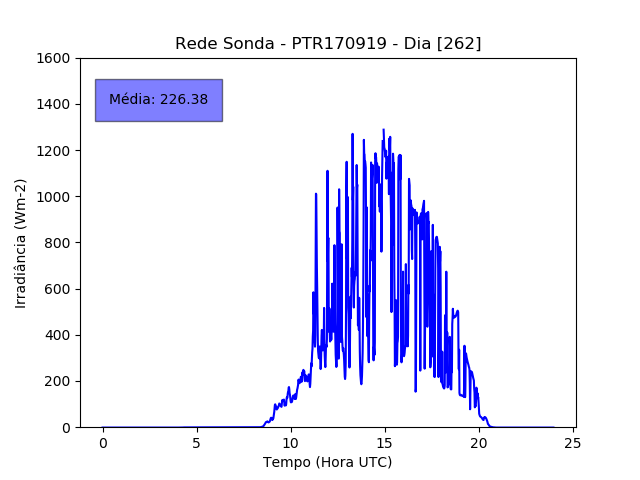 Rede Sonda - PTR170919 - Dia [262]
1600
1400
1200
1000
800
600
400
200
0
Irradiância (Wm-2)
Média: 226.38
0 5 10 15 20 25
Tempo (Hora UTC)